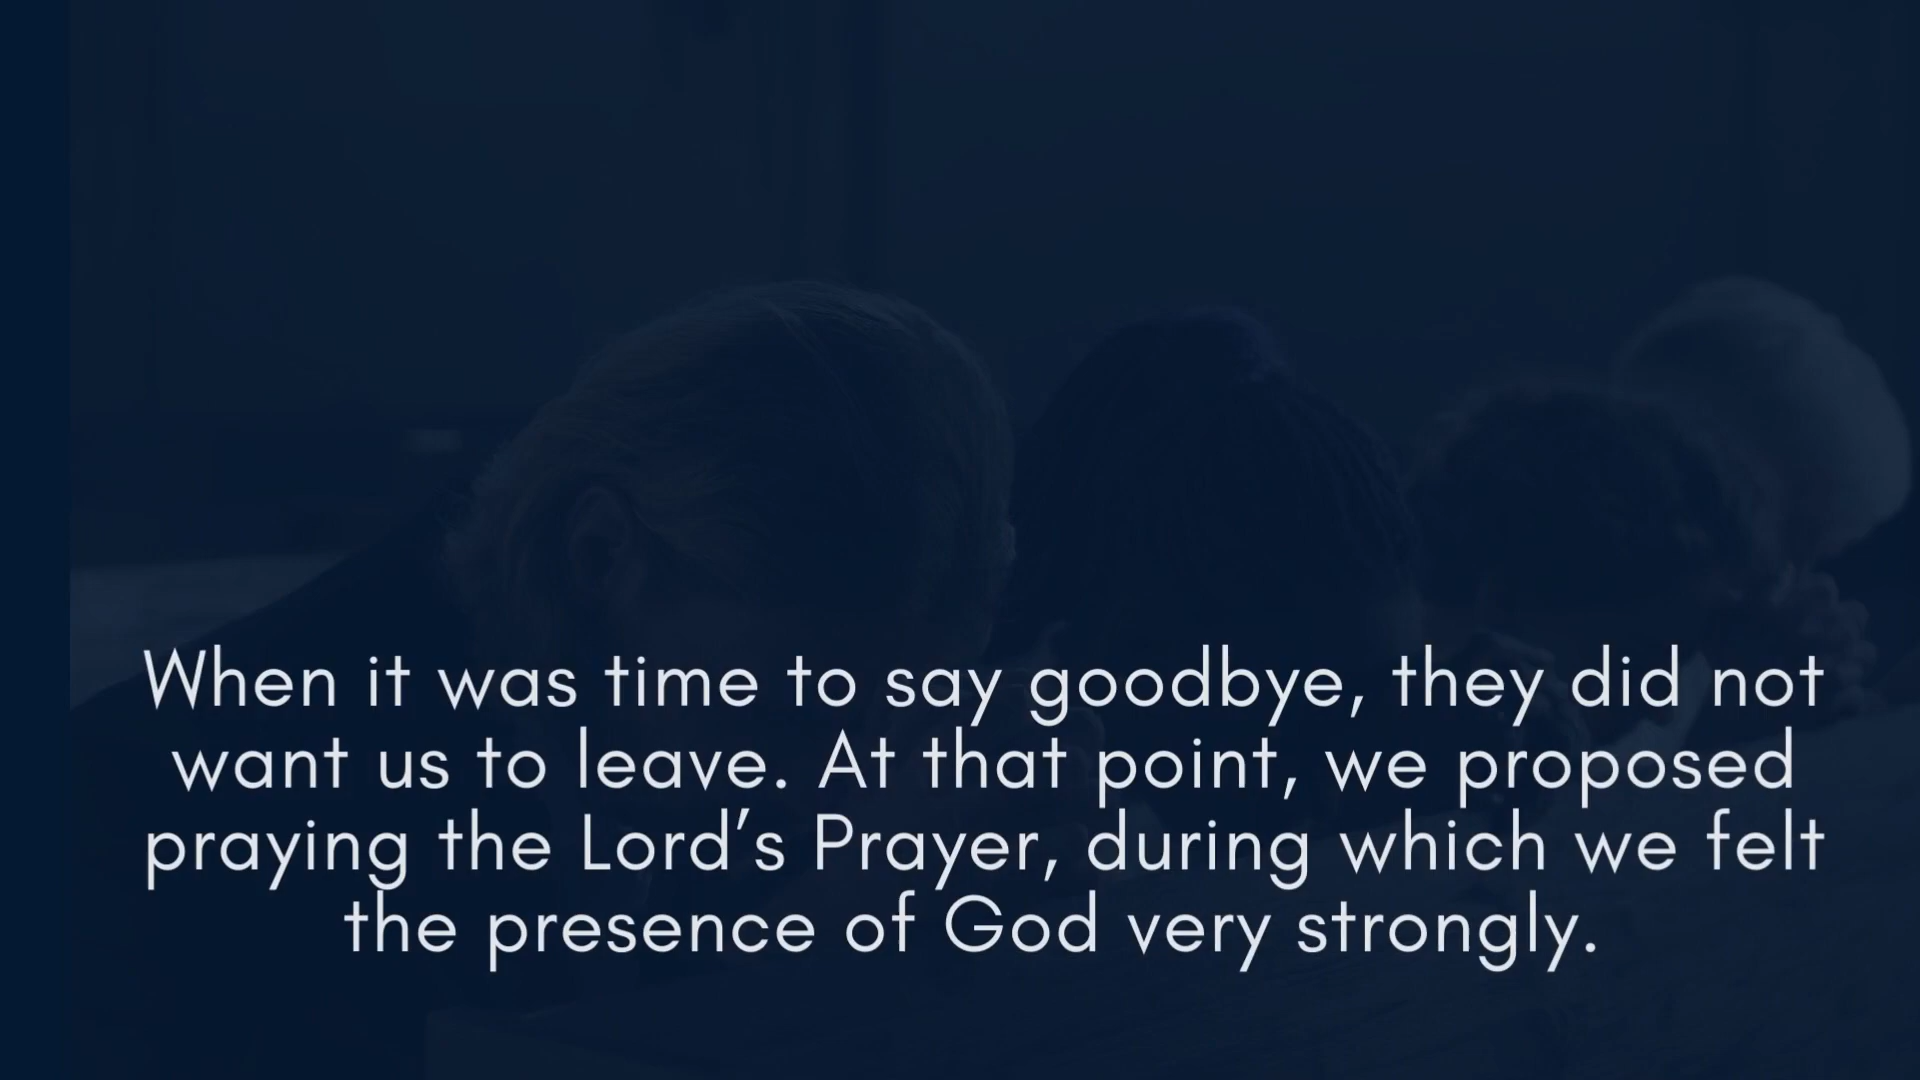 When it was time to say goodbye, they did not
want us to leave. At that point, we proposed
praying the Lord’s Prayer, during which we felt
the presence of God very strongly.